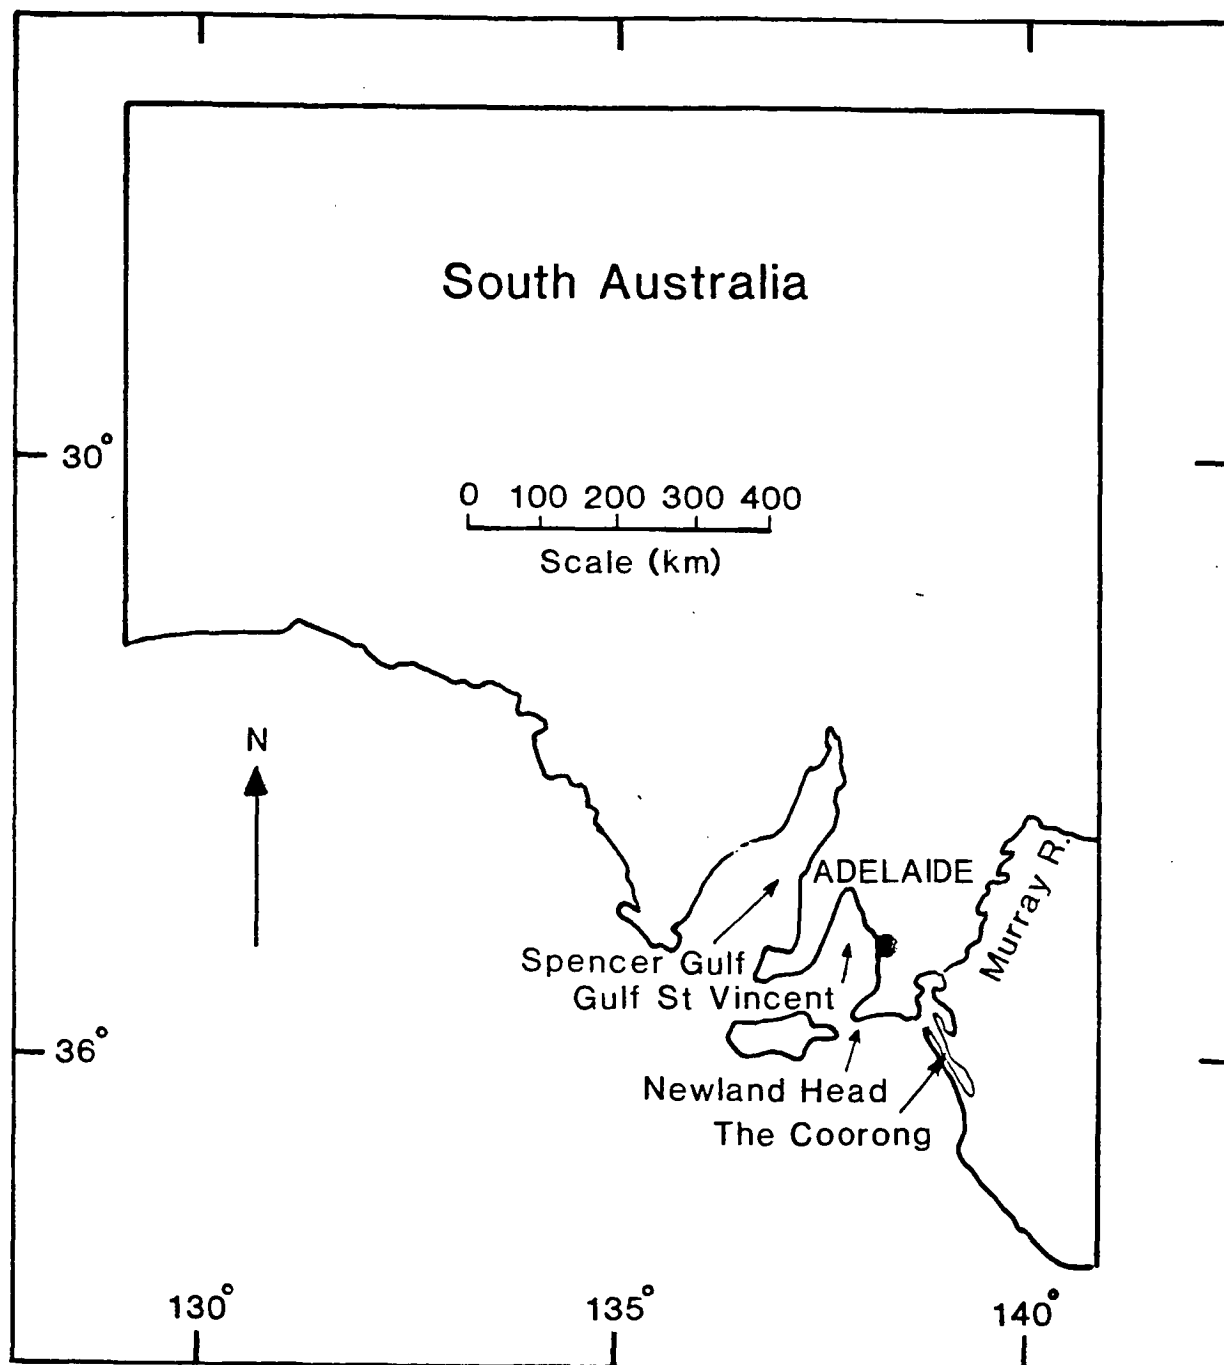 South Australia
30°
0 100 200 300 400
Scale (km)
N
ADELAIDE
Murray R.
Spencer Gulf
Gulf St Vincent
36°
Newland Head
The Coorong
130° 135° 140°